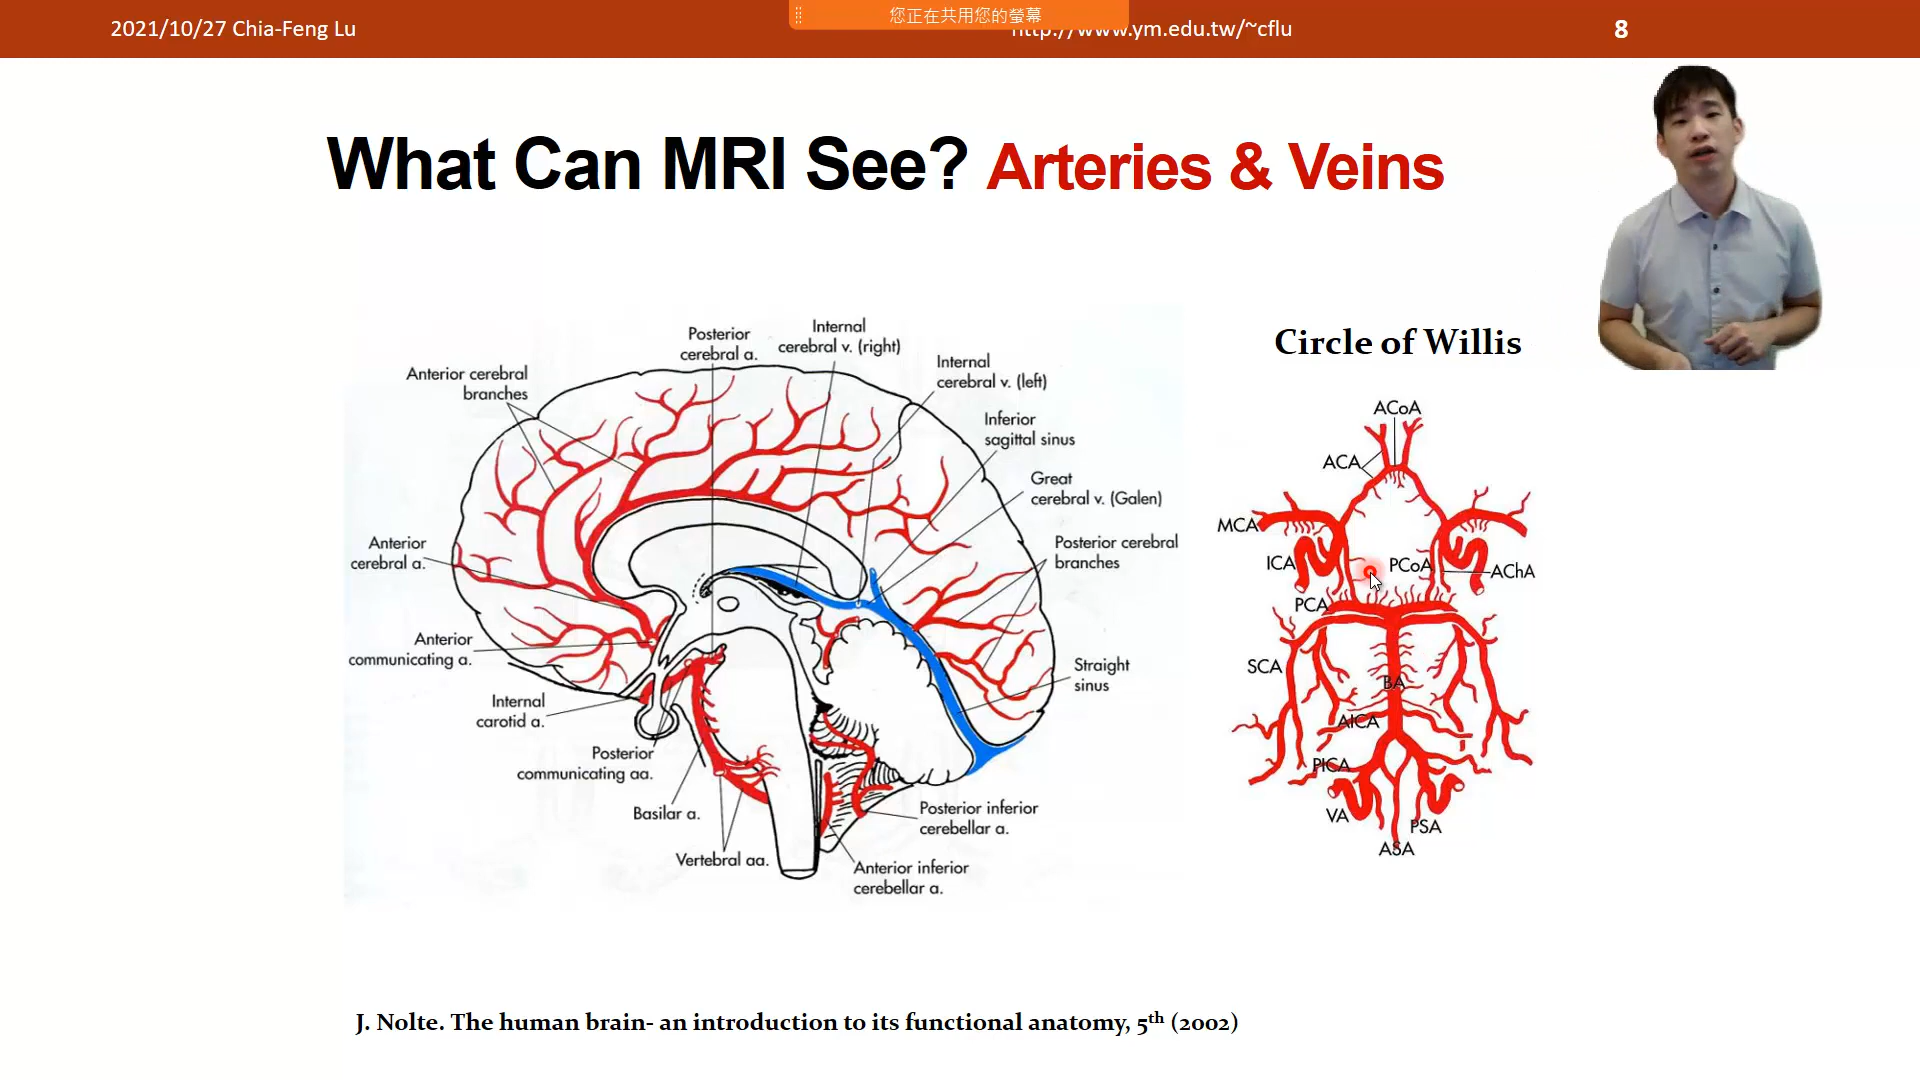 2021/10/27 Chia-Feng Lu
您正在共用您的螢幕
http://www.ym.edu.tw/~cflu
8
What Can MRI See? Arteries & Veins
Posterior
cerebral a.
Internal
cerebral v. (right)
Internal
cerebral v. (left)
Anterior cerebral
branches
Inferior
sagittal sinus
Great
cerebral v. (Galen)
Anterior
cerebral a.
Posterior cerebral
branches
Anterior
communicating a.
Straight
sinus
Internal
carotid a.
Posterior
communicating aa.
Basilar a.
Vertebral aa.
Posterior inferior
cerebellar a.
Anterior inferior
cerebellar a.
Circle of Willis
ACoA
ACA
MCA
ICA
PCoA
AChA
PCA
SCA
BA
AICA
PICA
VA
PSA
ASA
J. Nolte. The human brain- an introduction to its functional anatomy, 5th (2002)